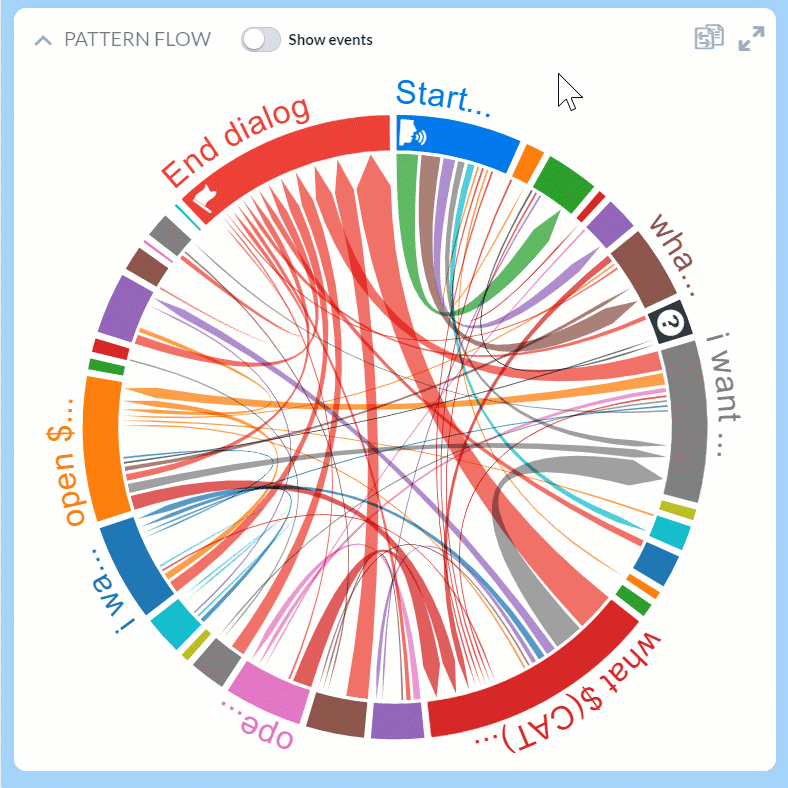 PATTERN FLOW
Show events
Start...
End dialog
wha...
?
i want ...
what $(CAT)...
ope...
i wa...
open $...